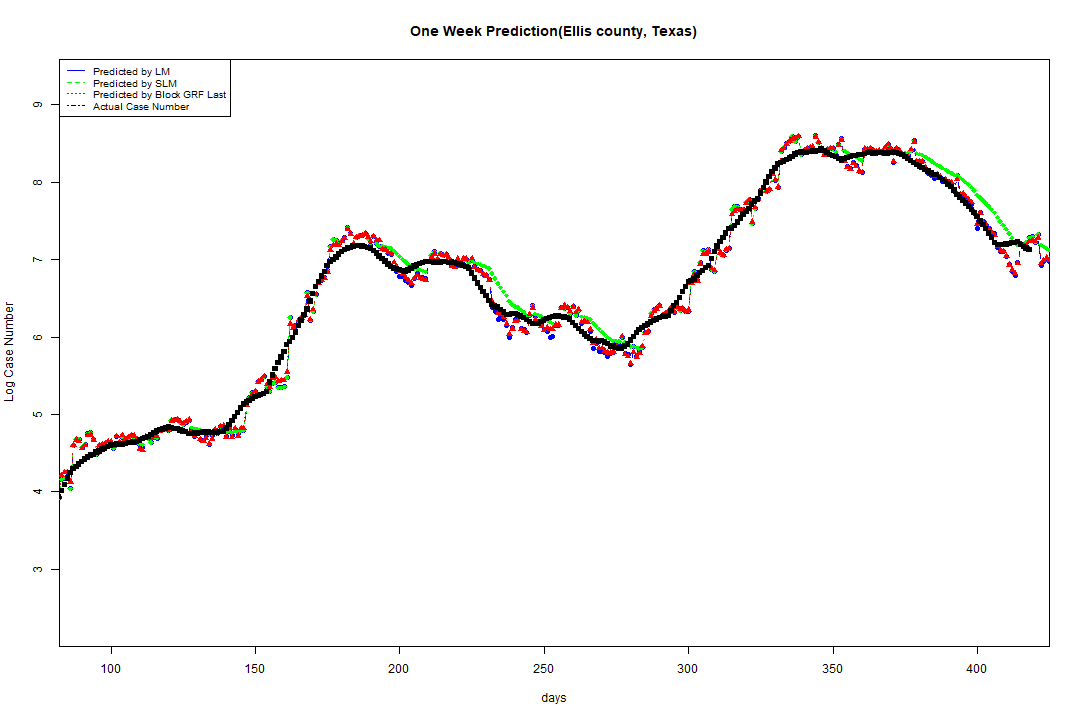 One Week Prediction(Ellis county, Texas)
Predicted by LM
Predicted by SLM
Predicted by Block GRF Last
Actual Case Number
9
8
7
6
5
4
3
Log Case Number
100 150 200 250 300 350 400
days